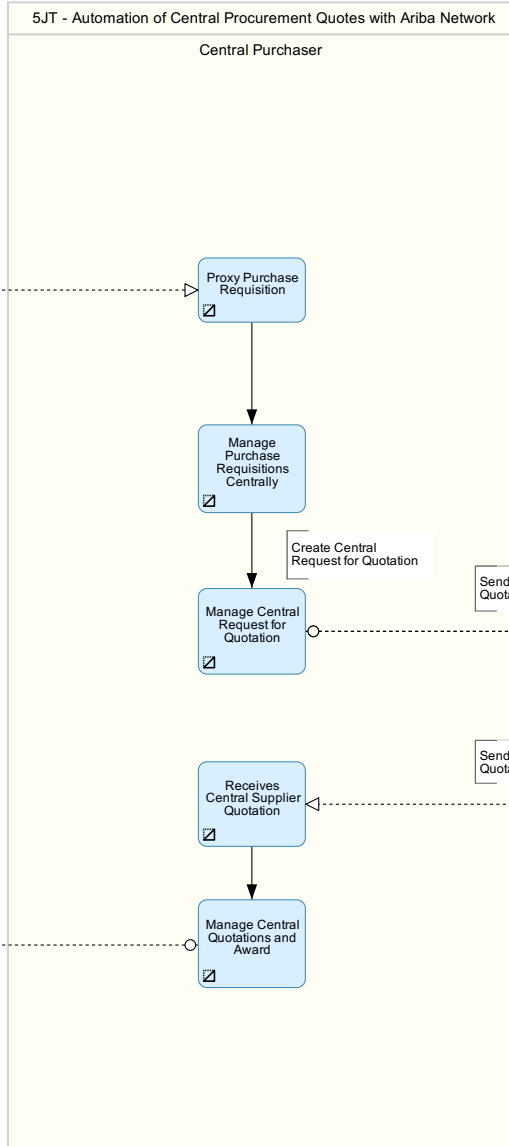 5JT - Automation of Central Procurement Quotes with Ariba Network
Central Purchaser
Proxy Purchase
Requisition
Manage
Purchase
Requisitions
Centrally
Create Central
Request for Quotation
Send
Manage Central
Request for
Quotation
Send
Receives
Central Supplier
Quotation
Manage Central
Quotations and
Award